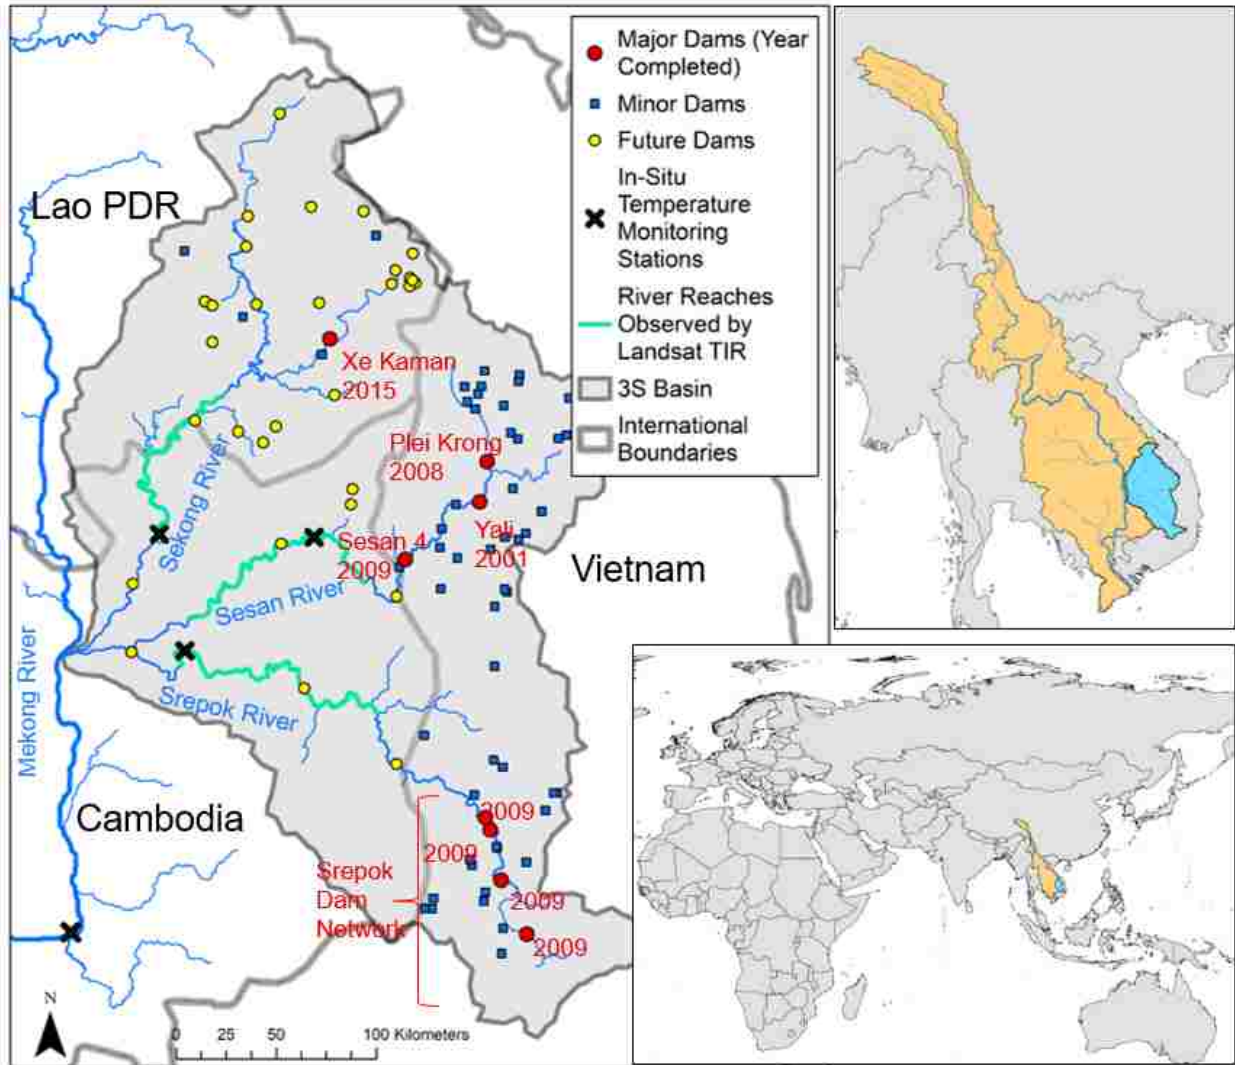 Major Dams (Year
Completed)
Minor Dams
Future Dams
In-Situ
Temperature
Monitoring
Stations
River Reaches
Observed by
Landsat TIR
3S Basin
International
Boundaries
Lao PDR
Xe Kaman
2015
Plei Krong
2008
Sekong River
Yali
2001
Sesan 4
2009
Vietnam
Sesan River
Mekong River
Srepok River
Cambodia
2009
2009
Srepok
Dam
Network
2009
2009
N
0 25 50 100 Kilometers